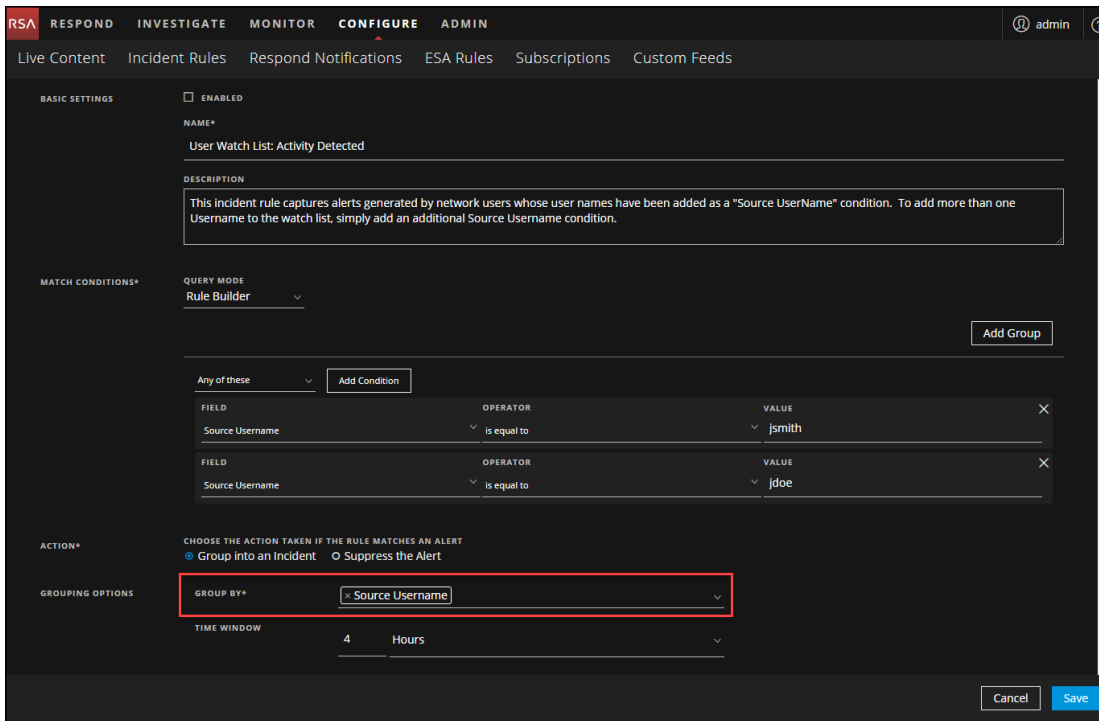 RSA RESPOND INVESTIGATE MONITOR CONFIGURE ADMIN admin
Live Content Incident Rules Respond Notifications ESA Rules Subscriptions Custom Feeds
BASIC SETTINGS
ENABLED
NAME*
User Watch List: Activity Detected
DESCRIPTION
This incident rule captures alerts generated by network users whose user names have been added as a "Source UserName" condition. To add more than one
Username to the watch list, simply add an additional Source Username condition.
MATCH CONDITIONS*
QUERY MODE
Rule Builder
Add Group
Any of these Add Condition
FIELD OPERATOR VALUE
Source Username is equal to jsmith
FIELD OPERATOR VALUE
Source Username is equal to jdoe
ACTION*
CHOOSE THE ACTION TAKEN IF THE RULE MATCHES AN ALERT
Group into an Incident Suppress the Alert
GROUPING OPTIONS
GROUP BY* × Source Username
TIME WINDOW
4 Hours
Cancel Save